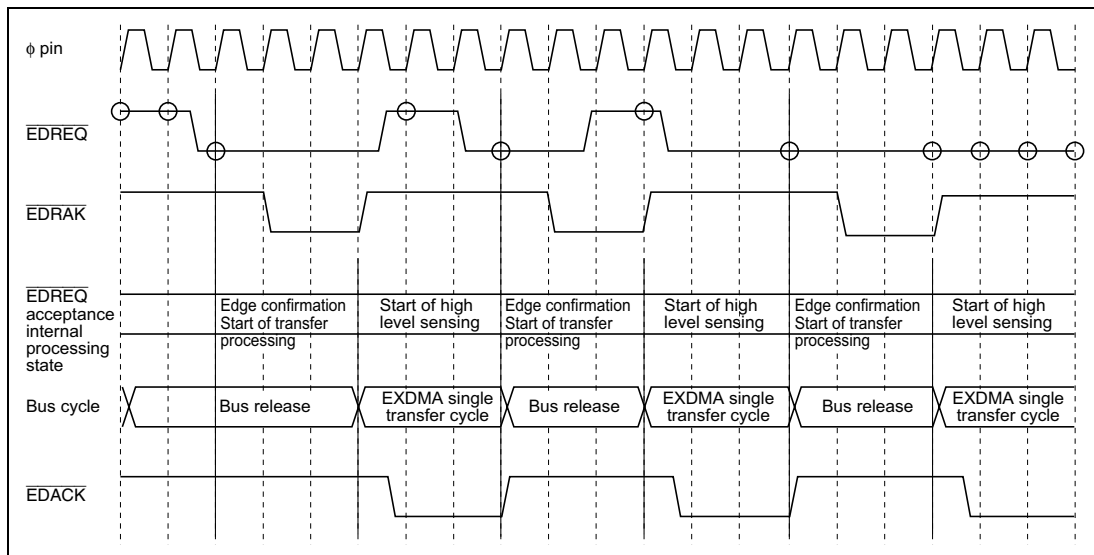 ϕ pin
EDREQ
EDRAK
EDREQ
acceptance
internal
processing
state
Edge confirmation
Start of transfer
processing
Start of high
level sensing
Edge confirmation
Start of transfer
processing
Start of high
level sensing
Edge confirmation
Start of transfer
processing
Start of high
level sensing
Bus cycle
Bus release
EXDMA single
transfer cycle
Bus release
EXDMA single
transfer cycle
Bus release
EXDMA single
transfer cycle
EDACK